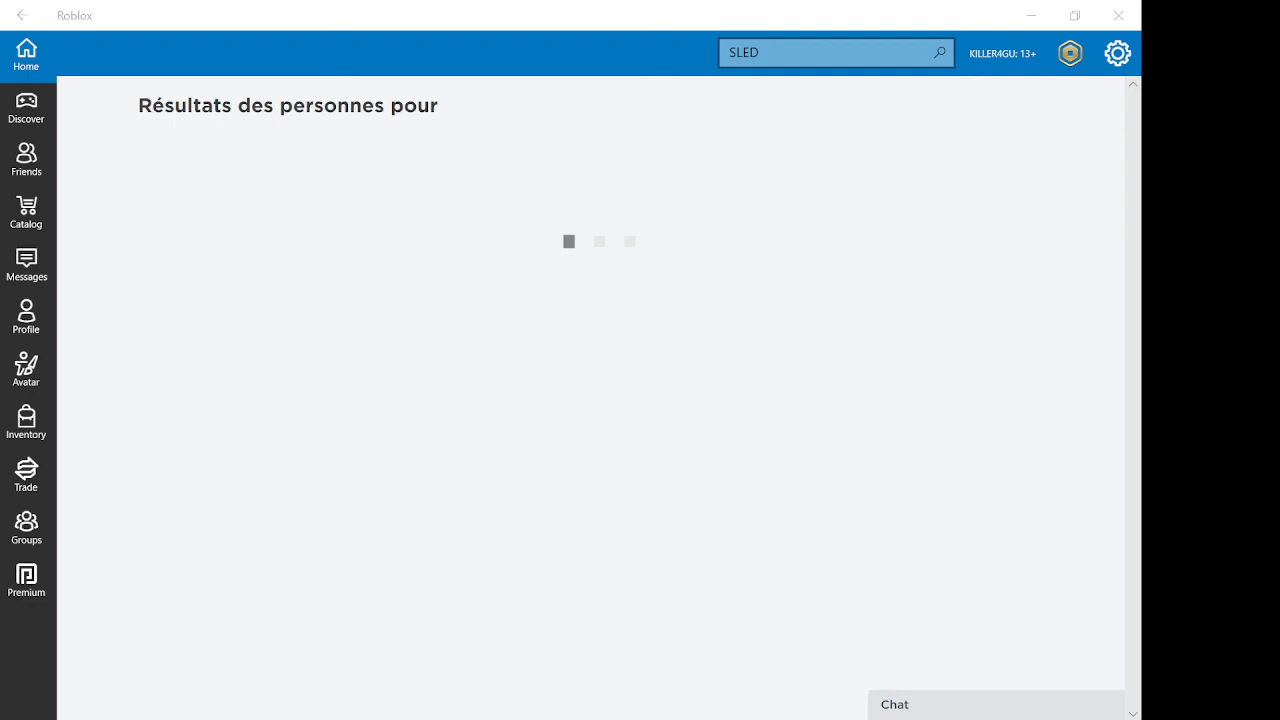 Roblox
Home
SLED
KILLER4GU: 13+
Résultats des personnes pour
Discover
Friends
Catalog
Messages
Profile
Avatar
Inventory
Trade
Groups
Premium
Chat